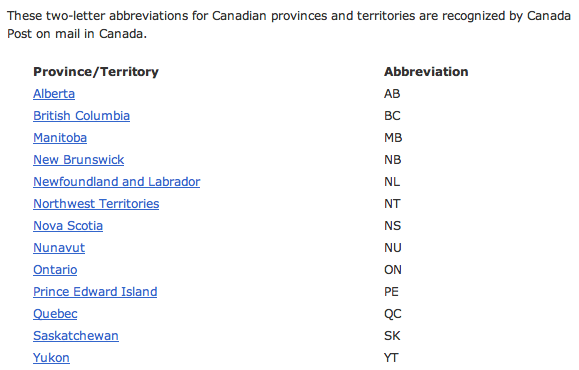 These two-letter abbreviations for Canadian provinces and territories are recognized by Canada
Post on mail in Canada.
Province/Territory Abbreviation
Alberta AB
British Columbia BC
Manitoba MB
New Brunswick NB
Newfoundland and Labrador NL
Northwest Territories NT
Nova Scotia NS
Nunavut NU
Ontario ON
Prince Edward Island PE
Quebec QC
Saskatchewan SK
Yukon YT